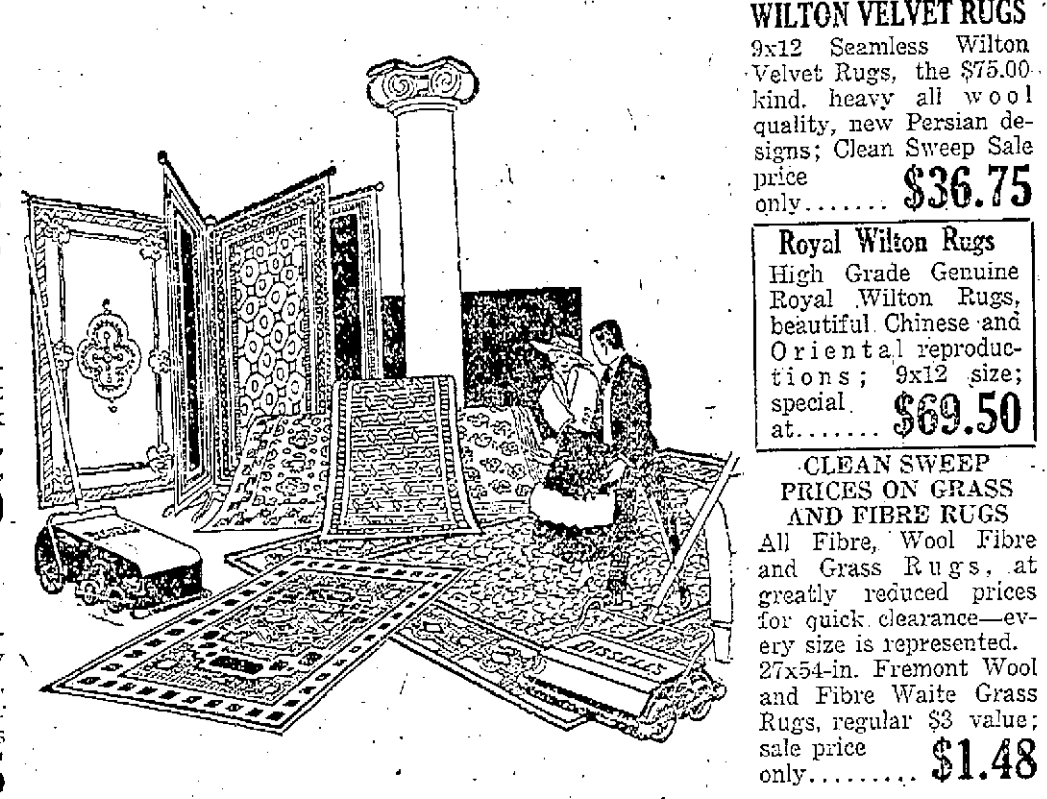 WILTON VELVET RUGS
9x12 Seamless Wilton
Velvet Rugs, the $75.00
kind. heavy all wool
quality, new Persian de-
signs; Clean Sweep Sale
price
only....... $36.75
Royal Wilton Rugs
High Grade Genuine
Royal Wilton Rugs,
beautiful Chinese and
Oriental reproduc-
tions; 9x12 size;
special
at....... $69.50
CLEAN SWEEP
PRICES ON GRASS
AND FIBRE RUGS
All Fibre, Wool Fibre
and Grass Rugs, at
greatly reduced prices
for quick clearance—ev-
ery size is represented.
27x54-in. Fremont Wool
and Fibre Waite Grass
Rugs, regular $3 value;
sale price
only......... $1.48
BISSELL'S